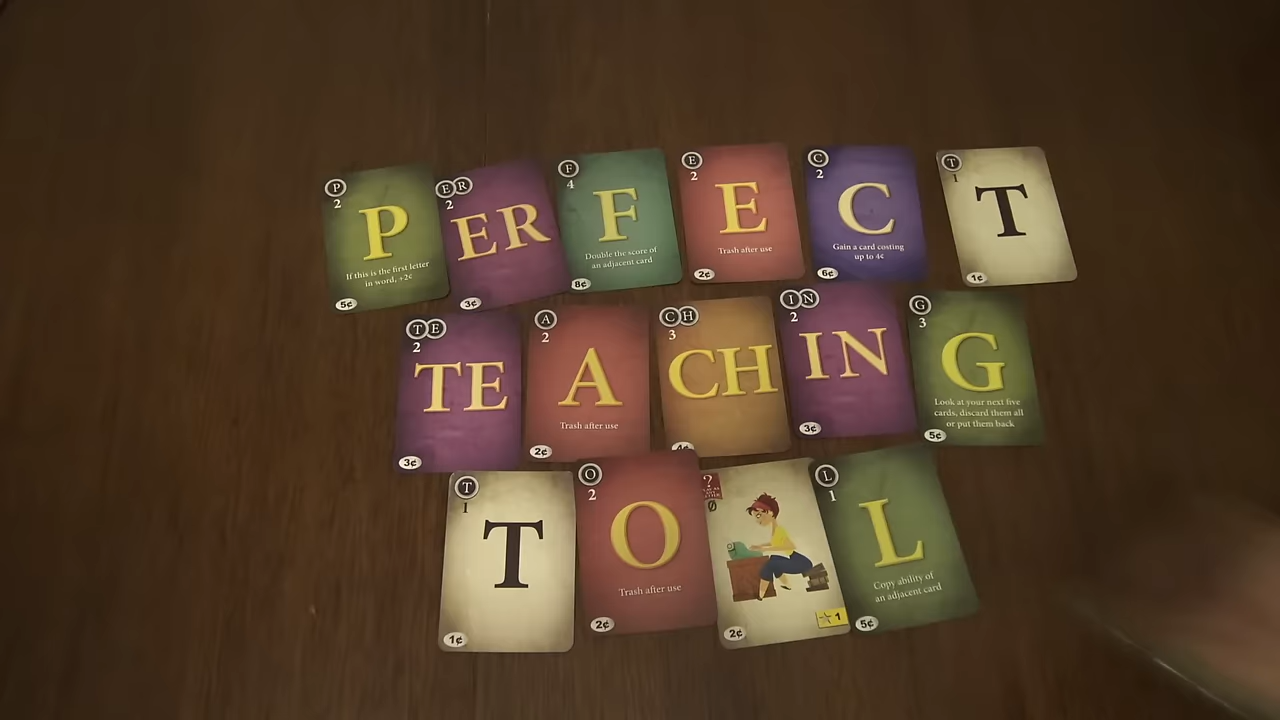 P ER F E C T
2 2 4 2 2 1
P ER F E C T
If this is the first letter
in word, +2¢
Double the score of
an adjacent card
Trash after use
Gain a card costing
up to 4¢
5¢ 3¢ 8¢ 2¢ 6¢ 1¢
TE A CH IN G
2 2 3 2 3
TE A CH IN G
Trash after use
Look at your next five
cards, discard them all
or put them back
3¢ 2¢ 4¢ 3¢ 5¢
T O ? L
1 2 0 1
T O L
Trash after use
Copy ability of
an adjacent card
1¢ 2¢ 2¢ 1 5¢